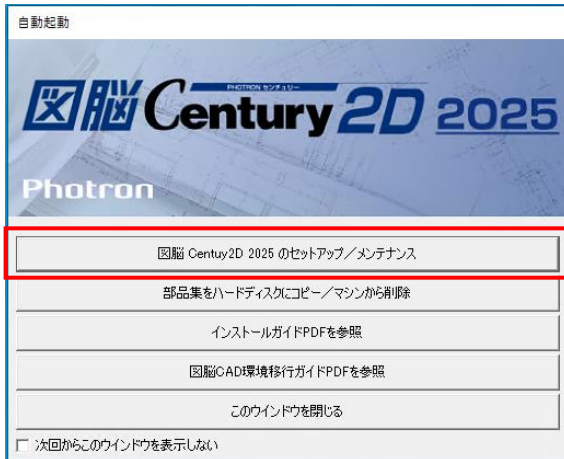 自動起動
PHOTRON センチュリー
図脳Century 2D 2025
Photron
図脳 Centuy2D 2025 のセットアップ／メンテナンス
部品集をハードディスクにコピー／マシンから削除
インストールガイドPDFを参照
図脳CAD環境移行ガイドPDFを参照
このウインドウを閉じる
次回からこのウインドウを表示しない